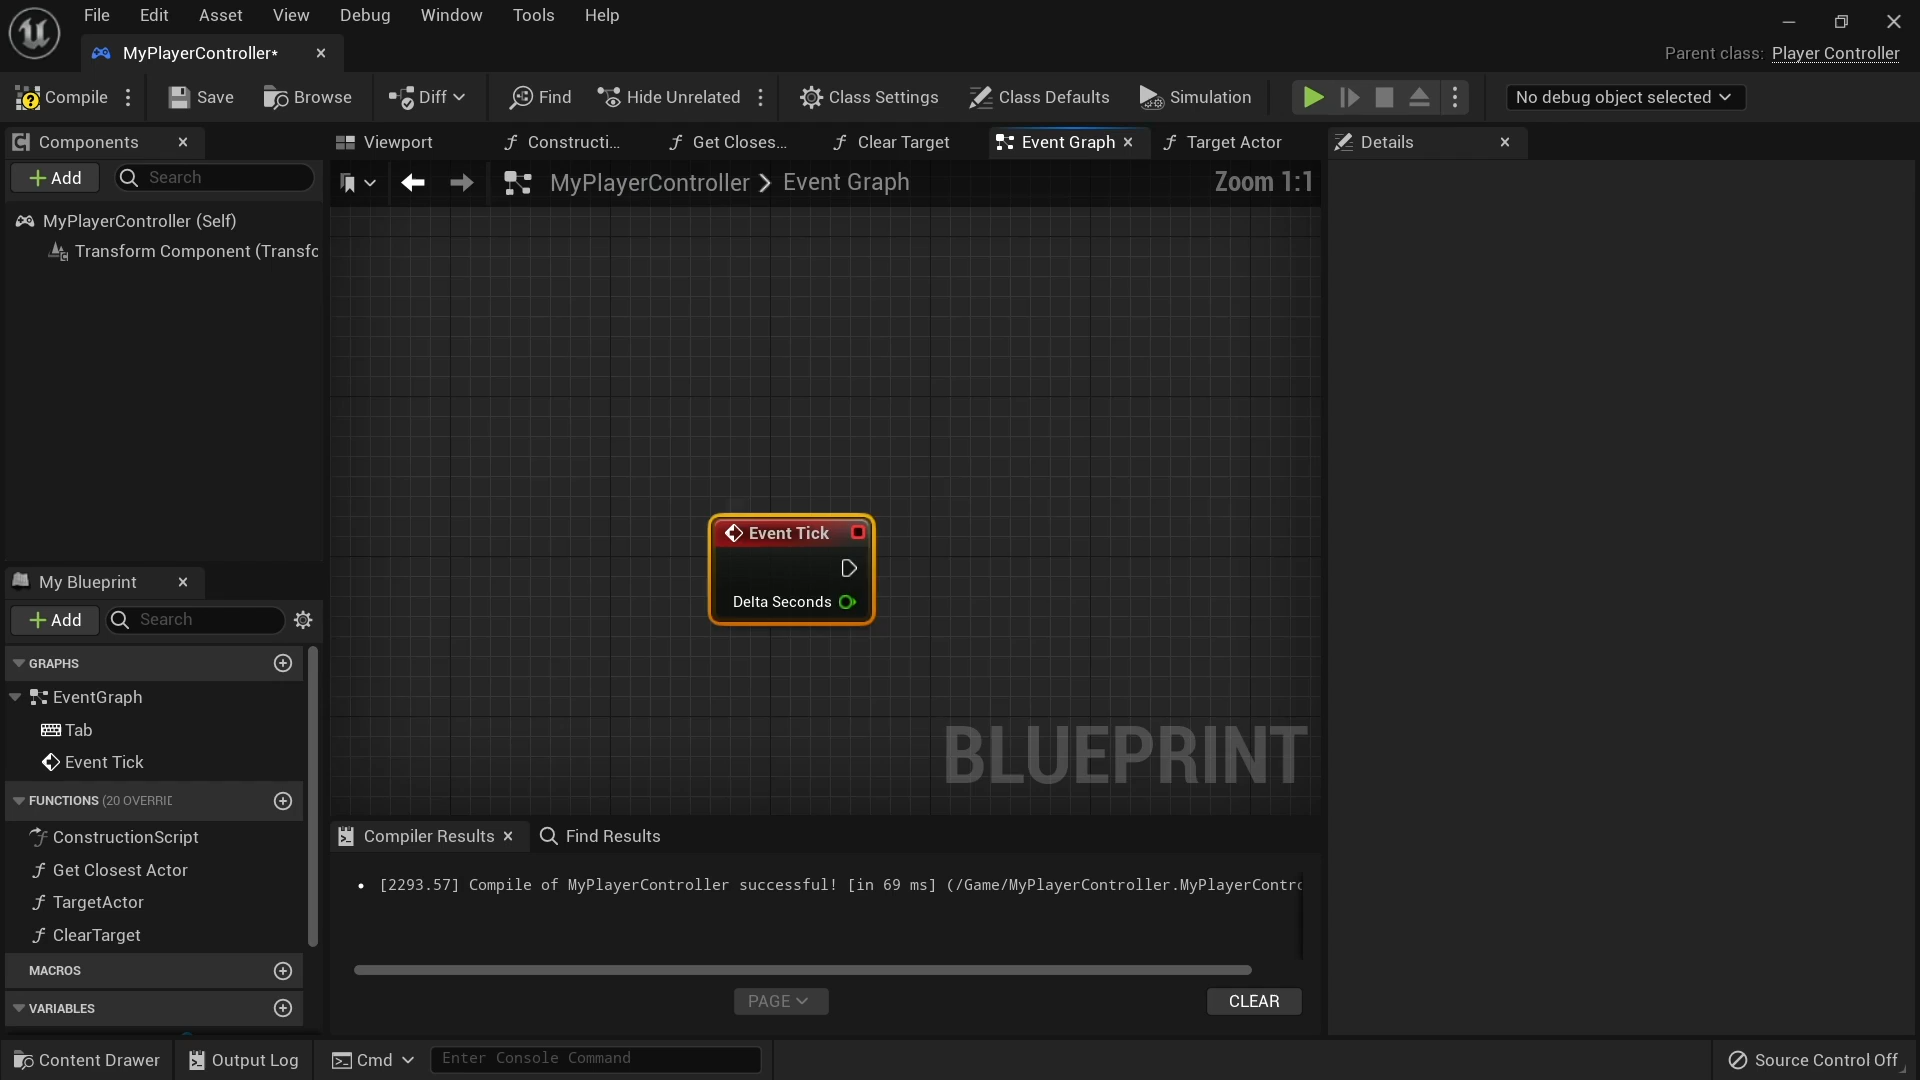 File Edit Asset View Debug Window Tools Help
MyPlayerController*
Parent class: Player Controller
Compile Save Browse Diff Find Hide Unrelated Class Settings Class Defaults Simulation No debug object selected
Components
Viewport Constructi... Get Closes... Clear Target Event Graph Target Actor
Details
Add Search
MyPlayerController > Event Graph
Zoom 1:1
MyPlayerController (Self)
Transform Component (Transfo
Event Tick
Delta Seconds
BLUEPRINT
My Blueprint
Add Search
GRAPHS
EventGraph
Tab
Event Tick
FUNCTIONS (20 OVERRID
ConstructionScript
Get Closest Actor
TargetActor
ClearTarget
MACROS
VARIABLES
Compiler Results Find Results
[2293.57] Compile of MyPlayerController successful! [in 69 ms] (/Game/MyPlayerController.MyPlayerContro
PAGE CLEAR
Content Drawer Output Log Cmd Enter Console Command Source Control Off